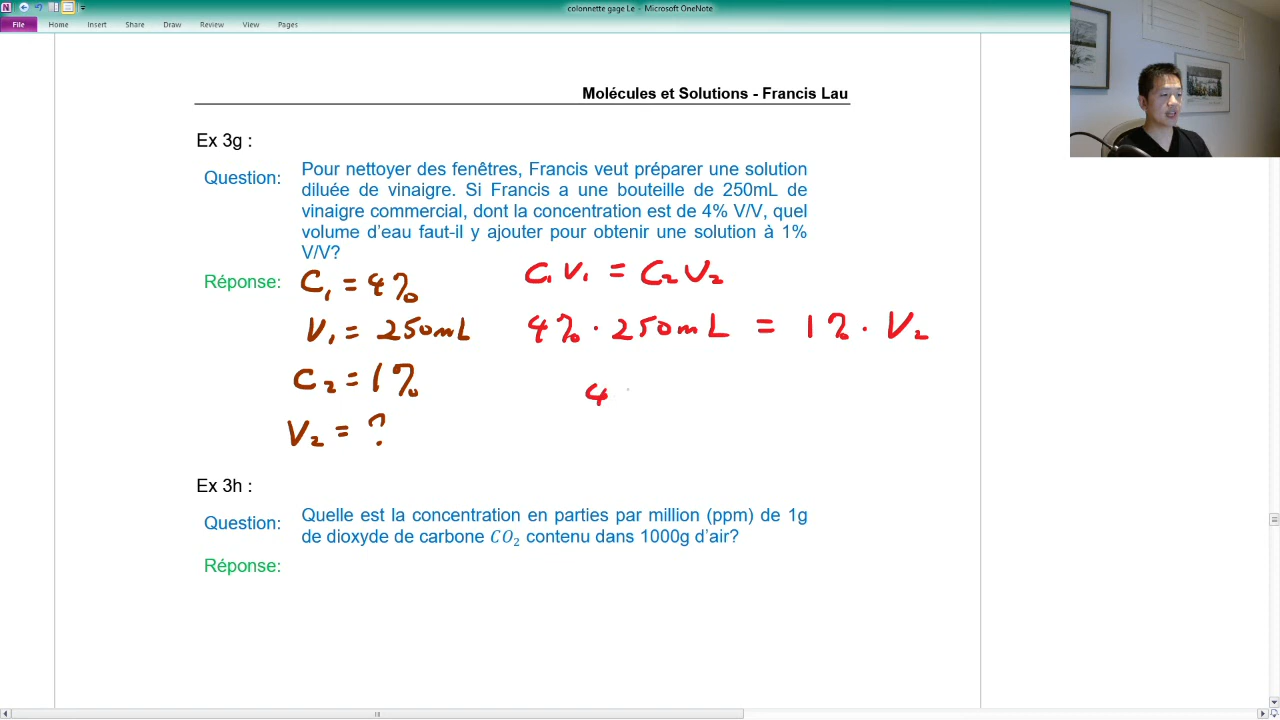 colonnette gage Le - Microsoft OneNote
File Home Insert Share Draw Review View Pages
Molécules et Solutions - Francis Lau
Ex 3g :
Question: Pour nettoyer des fenêtres, Francis veut préparer une solution
diluée de vinaigre. Si Francis a une bouteille de 250mL de
vinaigre commercial, dont la concentration est de 4% V/V, quel
volume d'eau faut-il y ajouter pour obtenir une solution à 1%
V/V?
Réponse: C₁ = 4% C₁ V₁ = C₂ V₂
V₁ = 250mL 4% · 250mL = 1% · V₂
C₂ = 1% 4
V₂ = ?
Ex 3h :
Question: Quelle est la concentration en parties par million (ppm) de 1g
de dioxyde de carbone CO₂ contenu dans 1000g d'air?
Réponse: